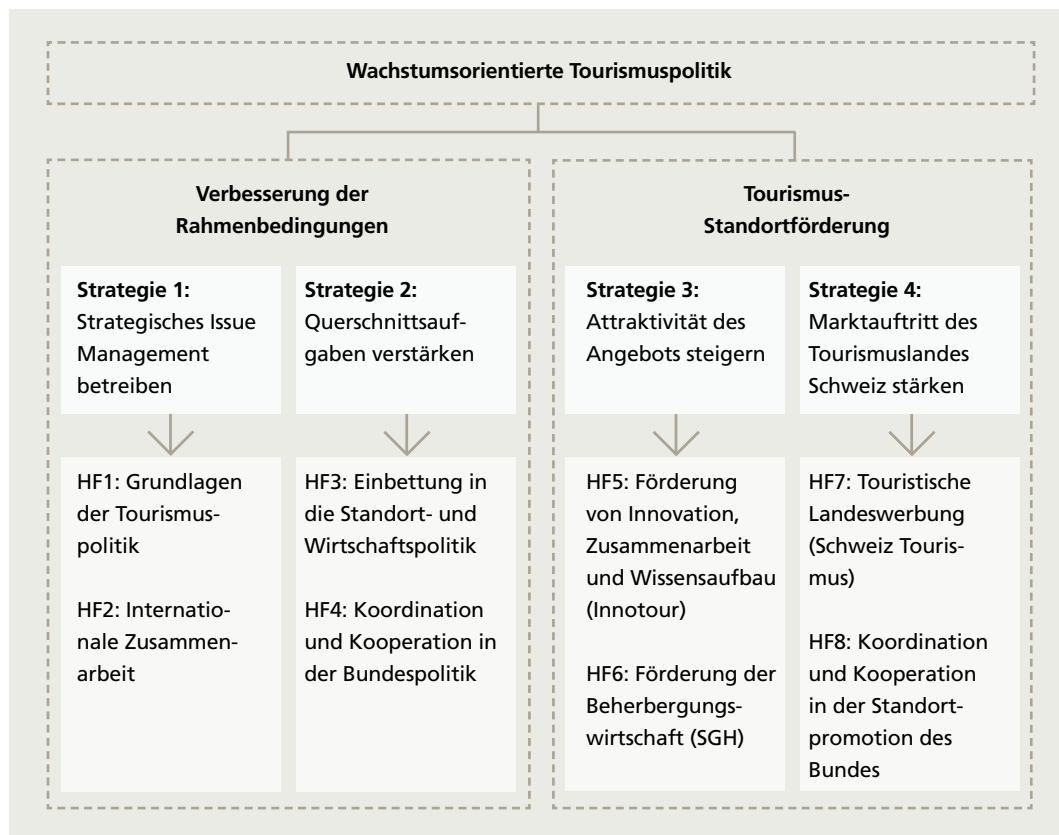 Wachstumsorientierte Tourismuspolitik
Verbesserung der
Rahmenbedingungen
Strategie 1:
Strategisches Issue
Management
betreiben
Strategie 2:
Querschnittsauf-
gaben verstärken
HF1: Grundlagen
der Tourismus-
politik
HF2: Internatio-
nale Zusammen-
arbeit
HF3: Einbettung in
die Standort- und
Wirtschaftspolitik
HF4: Koordination
und Kooperation in
der Bundespolitik
Tourismus-
Standortförderung
Strategie 3:
Attraktivität des
Angebots steigern
Strategie 4:
Marktauftritt des
Tourismuslandes
Schweiz stärken
HF5: Förderung
von Innovation,
Zusammenarbeit
und Wissensaufbau
(Innotour)
HF6: Förderung der
Beherbergungs-
wirtschaft (SGH)
HF7: Touristische
Landeswerbung
(Schweiz Touris-
mus)
HF8: Koordination
und Kooperation
in der Standort-
promotion des
Bundes